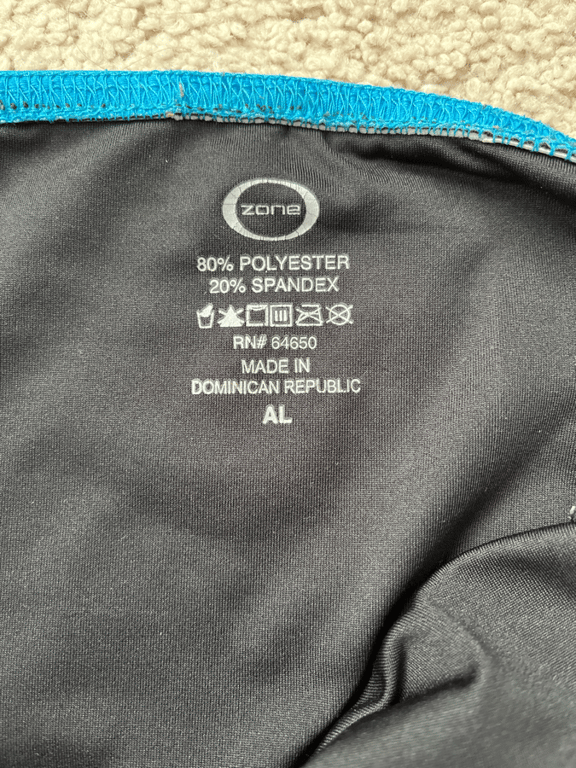 zone
80% POLYESTER
20% SPANDEX
RN# 64650
MADE IN
DOMINICAN REPUBLIC
AL